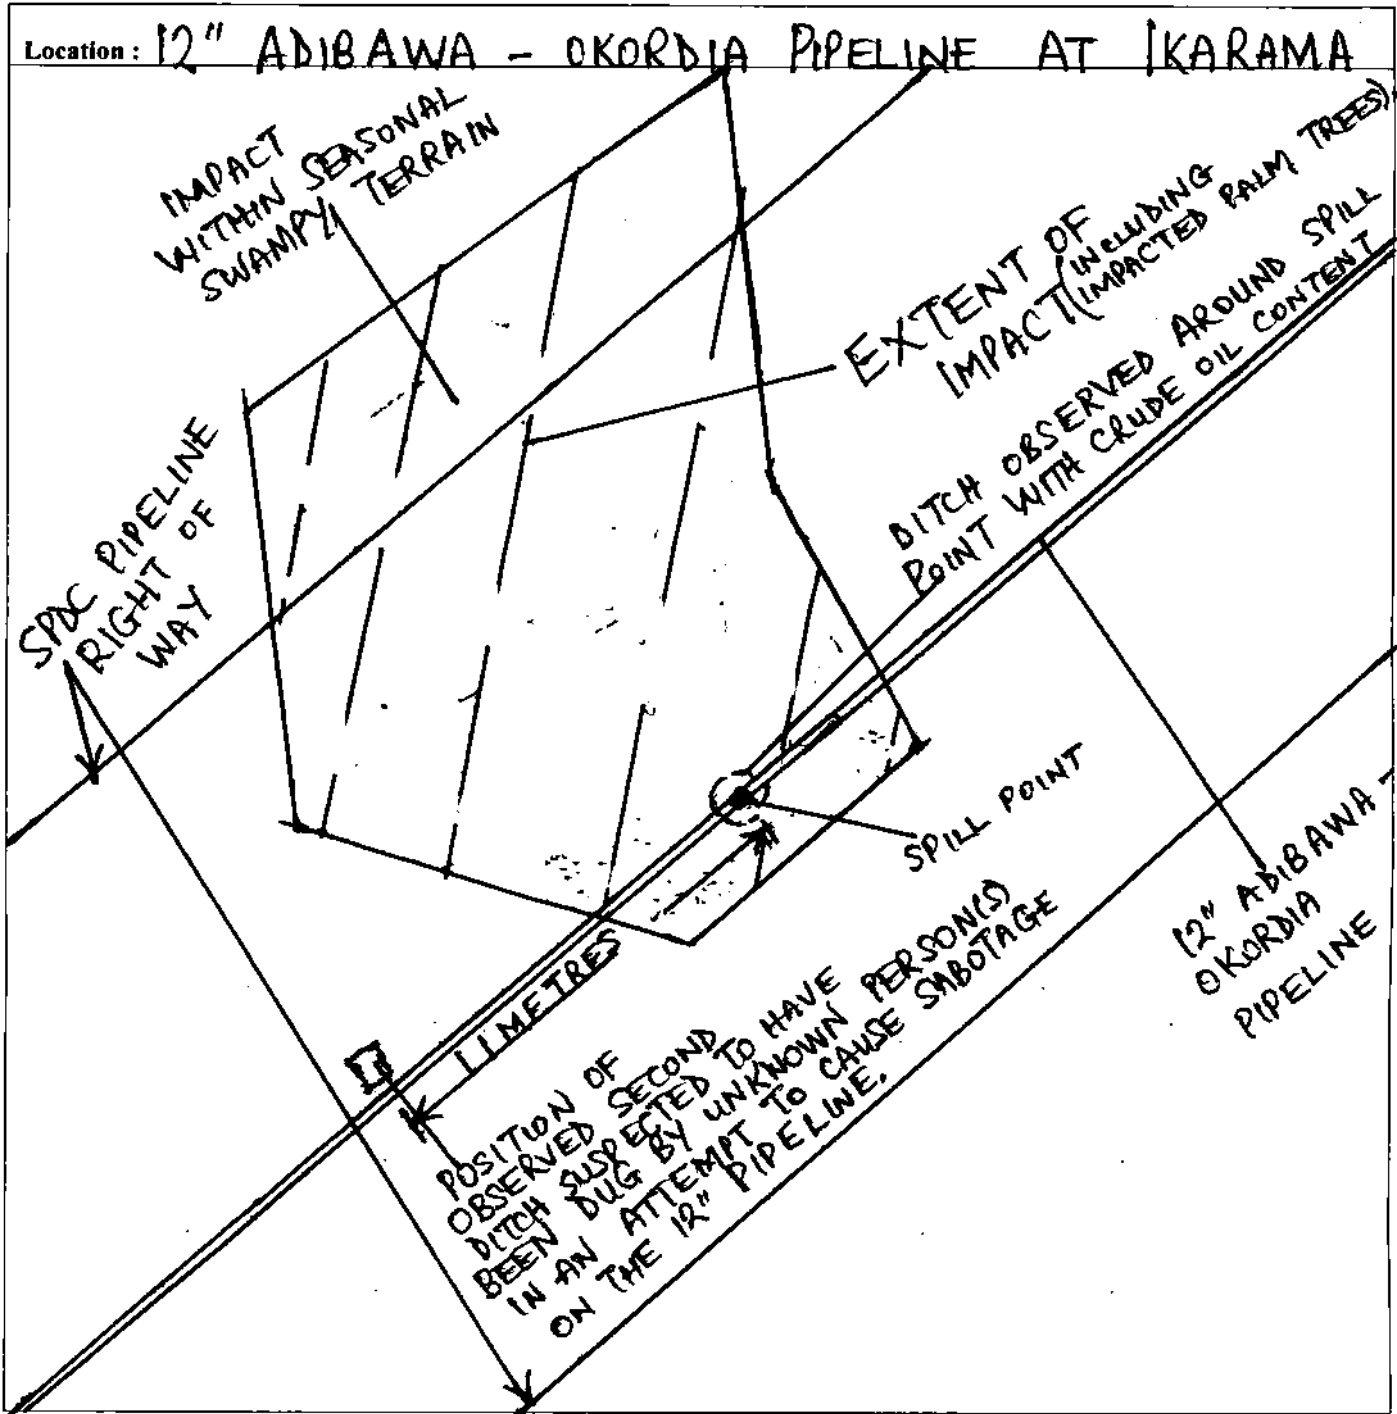 Location : 12" ADIBAWA - OKORDIA PIPELINE AT IKARAMA
IMPACT
WITHIN SEASONAL
SWAMPY TERRAIN
EXTENT OF
IMPACT (INCLUDING
IMPACTED PALM TREES)
DITCH OBSERVED AROUND SPILL
POINT WITH CRUDE OIL CONTENT
SPDC PIPELINE
RIGHT OF
WAY
SPILL POINT
12" ADIBAWA -
OKORDIA
PIPELINE
11METRES
POSITION OF
OBSERVED SECOND
DITCH SUSPECTED TO HAVE
BEEN DUG BY UNKNOWN PERSON(S)
IN AN ATTEMPT TO CAUSE SABOTAGE
ON THE 12" PIPELINE.